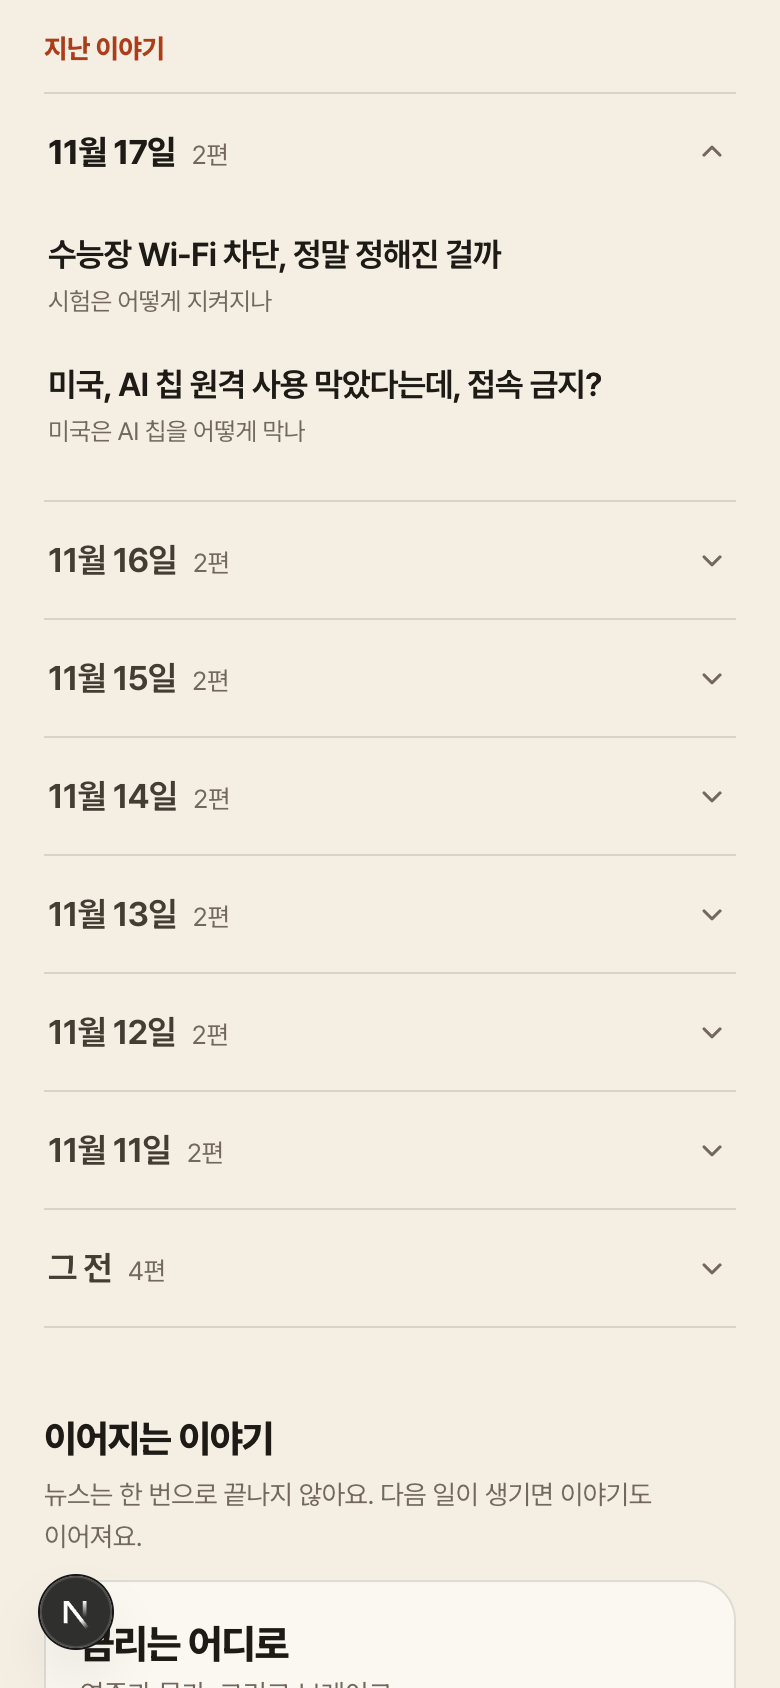 지난 이야기
11월 17일 2편
수능장 Wi-Fi 차단, 정말 정해진 걸까
시험은 어떻게 지켜지나
미국, AI 칩 원격 사용 막았다는데, 접속 금지?
미국은 AI 칩을 어떻게 막나
11월 16일 2편
11월 15일 2편
11월 14일 2편
11월 13일 2편
11월 12일 2편
11월 11일 2편
그 전 4편
이어지는 이야기
뉴스는 한 번으로 끝나지 않아요. 다음 일이 생기면 이야기도
이어져요.
N
금리는 어디로